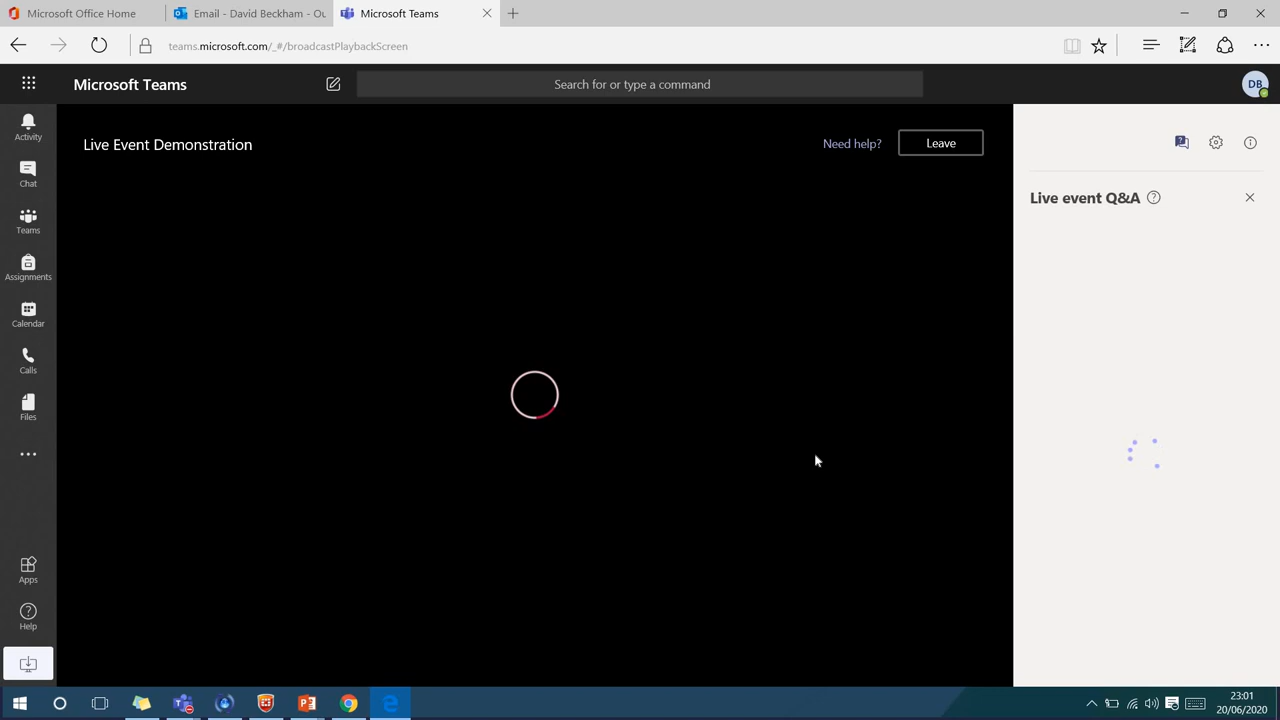 Microsoft Office Home
Email - David Beckham - Ou
Microsoft Teams
teams.microsoft.com/_#/broadcastPlaybackScreen
Microsoft Teams
Search for or type a command
DB
Activity
Chat
Teams
Assignments
Calendar
Calls
Files
Apps
Help
Live Event Demonstration
Need help?
Leave
Live event Q&A
23:01
20/06/2020